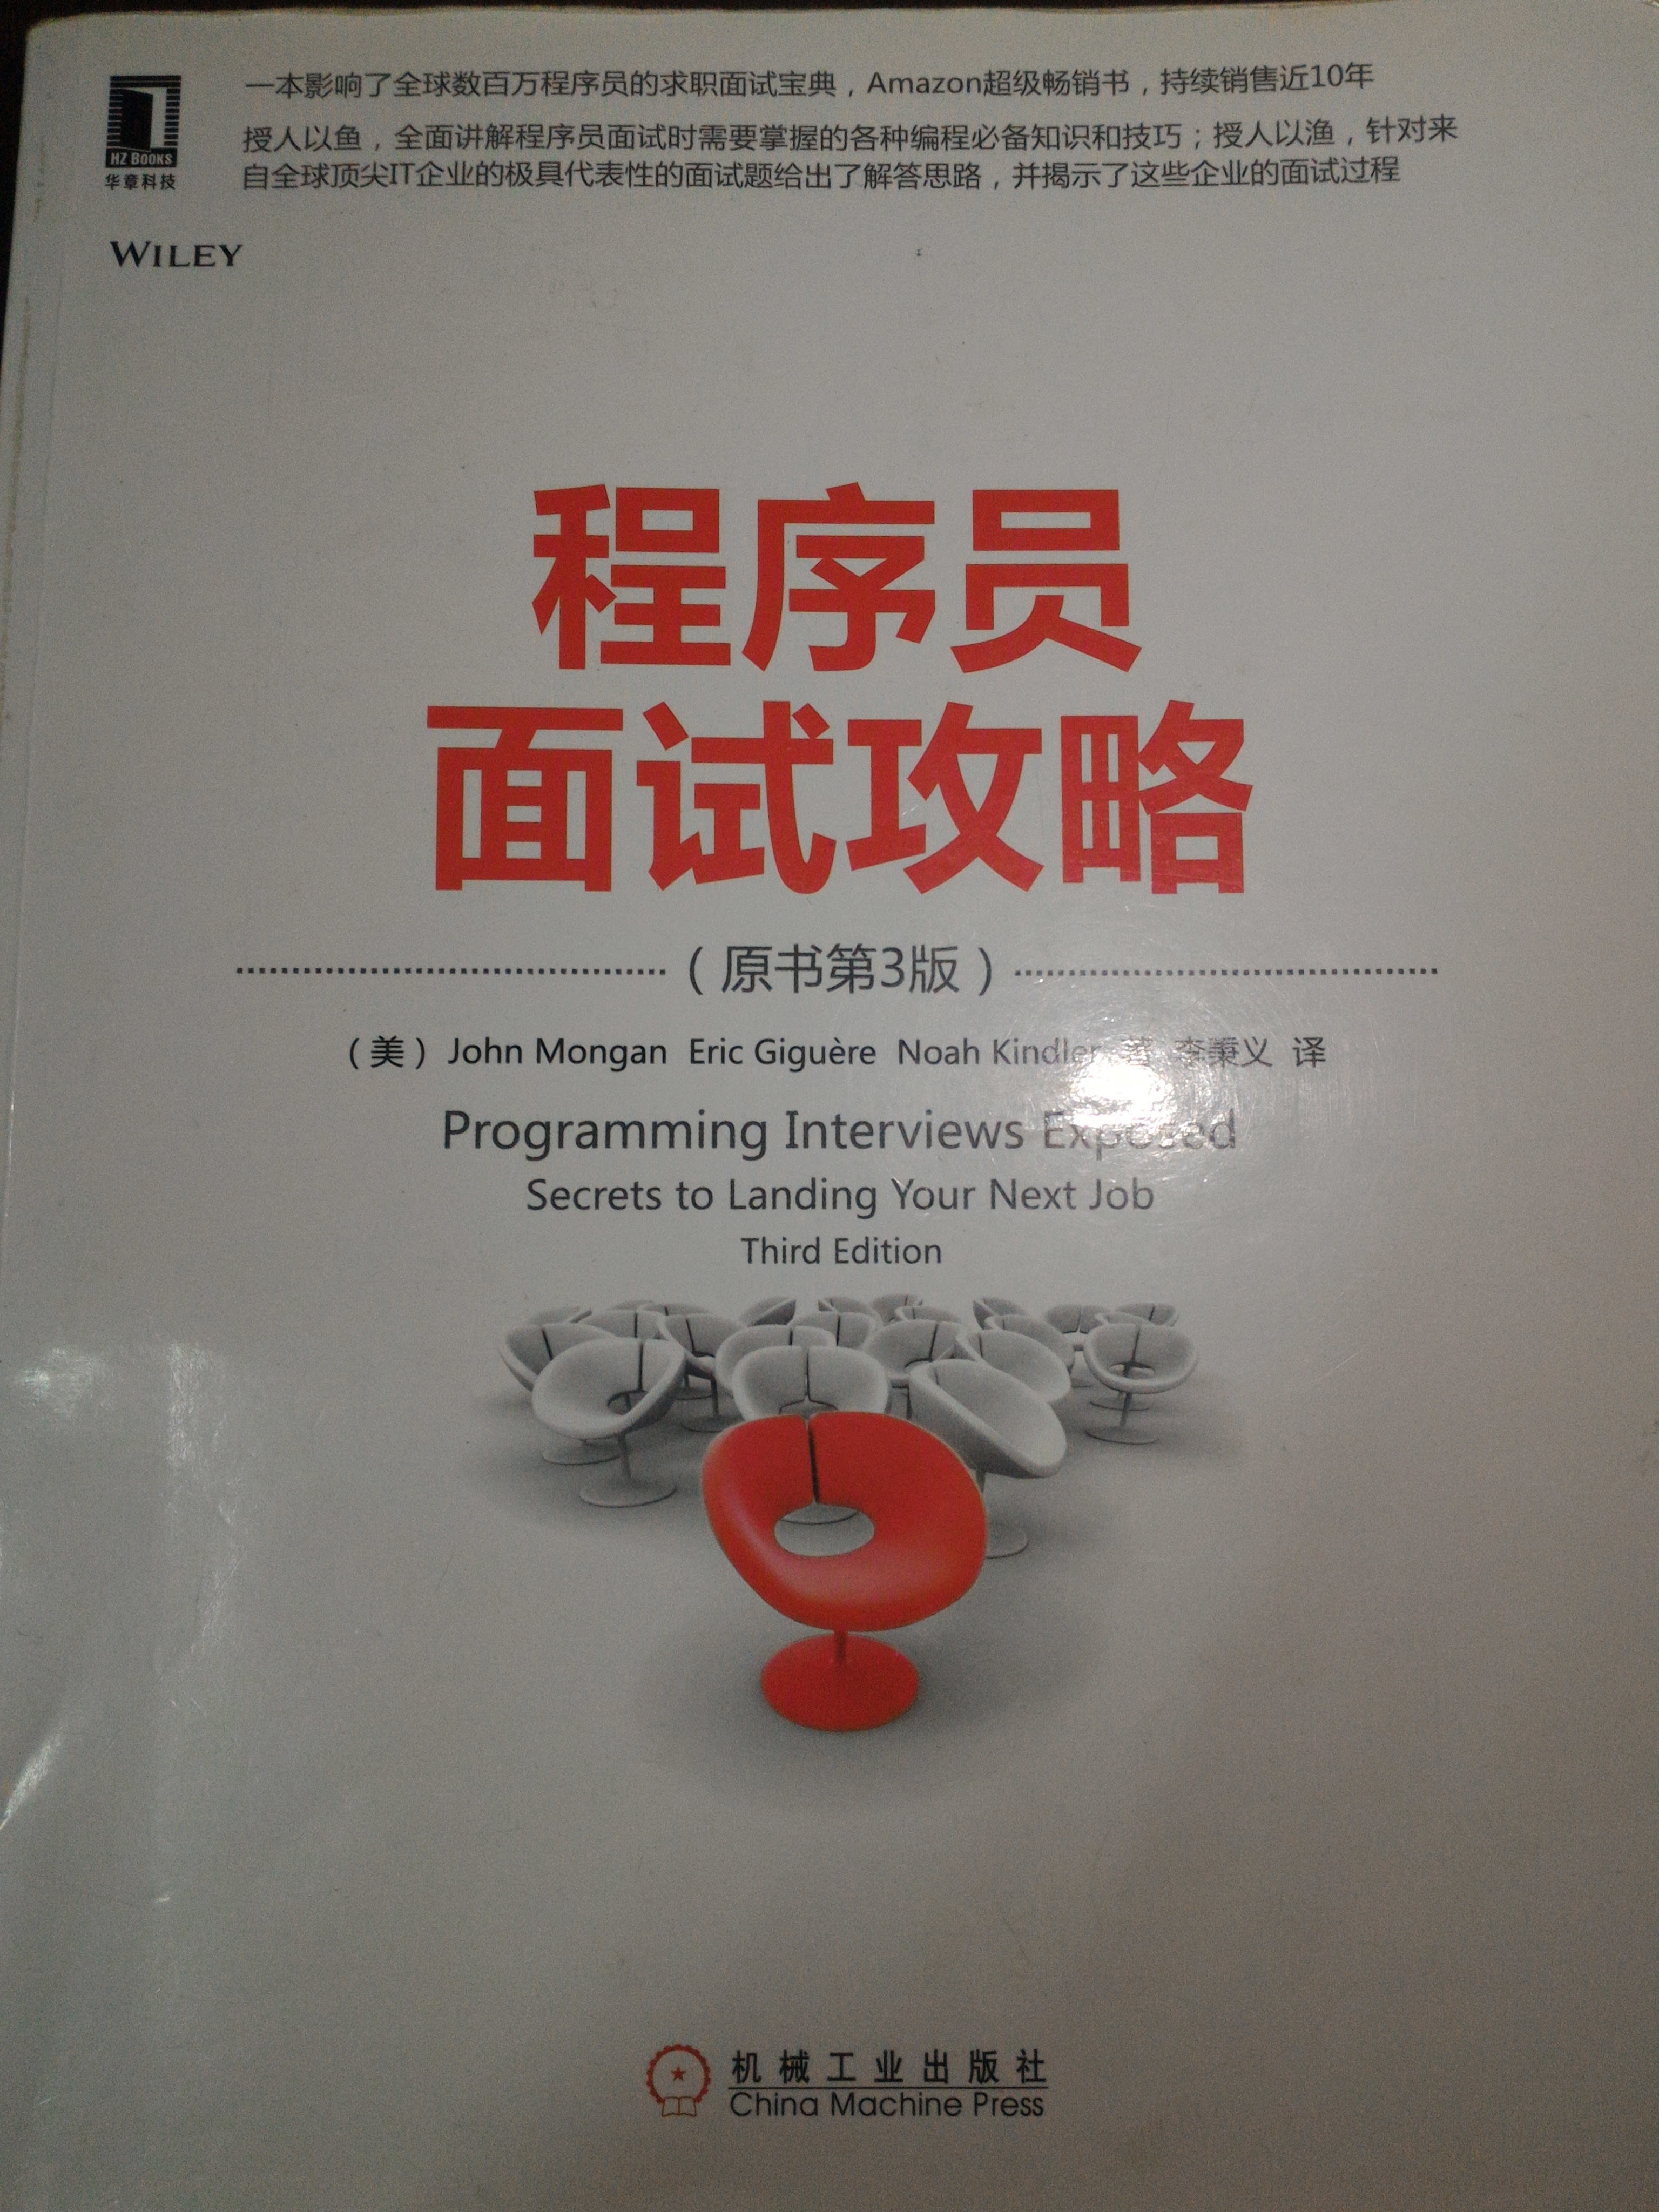 一本影响了全球数百万程序员的求职面试宝典，Amazon超级畅销书，持续销售近10年
授人以鱼，全面讲解程序员面试时需要掌握的各种编程必备知识和技巧；授人以渔，针对来
自全球顶尖IT企业的极具代表性的面试题给出了解答思路，并揭示了这些企业的面试过程
HZ BOOKS
华章科技
WILEY
程序员
面试攻略
（原书第3版）
（美）John Mongan Eric Giguère Noah Kindler 著 李秉义 译
Programming Interviews Exposed
Secrets to Landing Your Next Job
Third Edition
机械工业出版社
China Machine Press